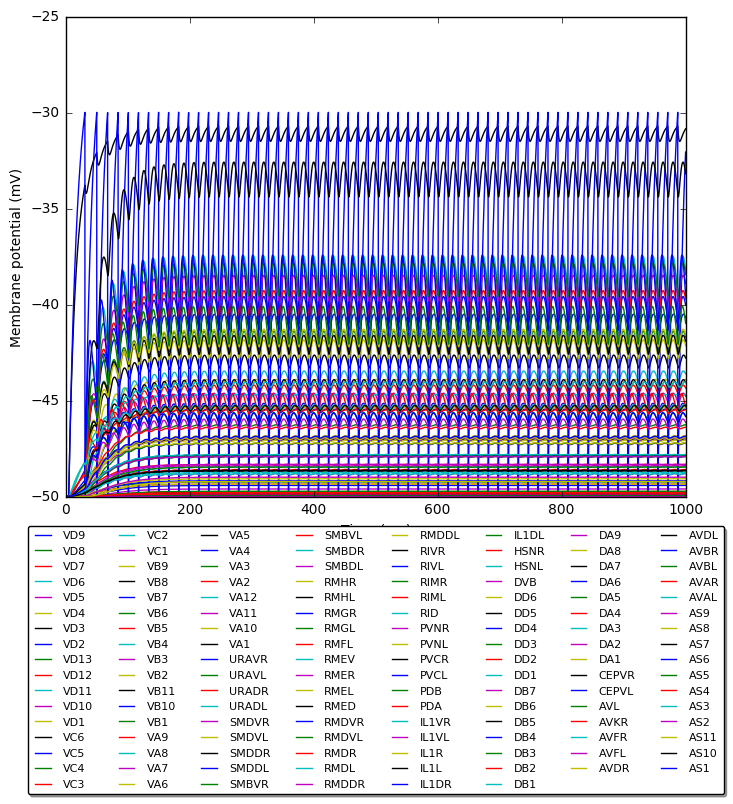 −25
−30
−35
−40
−45
−50
Membrane potential (mV)
0 200 400 600 800 1000
VD9 VC2 VA5 SMBVL RMDDL IL1DL DA9 AVDL
VD8 VC1 VA4 SMBDR RIVR HSNR DA8 AVBR
VD7 VB9 VA3 SMBDL RIVL HSNL DA7 AVBL
VD6 VB8 VA2 RMHR RIMR DVB DA6 AVAR
VD5 VB7 VA12 RMHL RIML DD6 DA5 AVAL
VD4 VB6 VA11 RMGR RID DD5 DA4 AS9
VD3 VB5 VA10 RMGL PVNR DD4 DA3 AS8
VD2 VB4 VA1 RMFL PVNL DD3 DA2 AS7
VD13 VB3 URAVR RMEV PVCR DD2 DA1 AS6
VD12 VB2 URAVL RMER PVCL DD1 CEPVR AS5
VD11 VB11 URADR RMEL PDB DB7 CEPVL AS4
VD10 VB10 URADL RMED PDA DB6 AVL AS3
VD1 VB1 SMDVR RMDVR IL1VR DB5 AVKR AS2
VC6 VA9 SMDVL RMDVL IL1VL DB4 AVFR AS11
VC5 VA8 SMDDR RMDR IL1R DB3 AVFL AS10
VC4 VA7 SMDDL RMDL IL1L DB2 AVDR AS1
VC3 VA6 SMBVR RMDDR IL1DR DB1